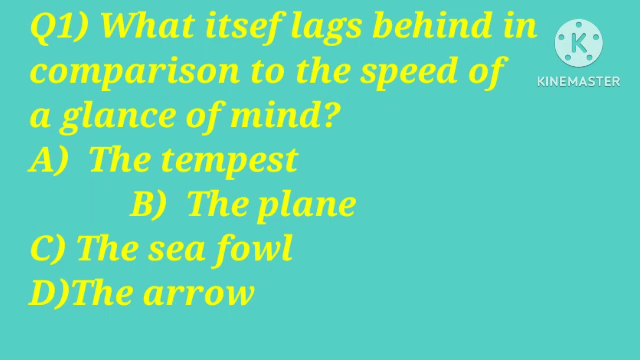 Q1) What itsef lags behind in
comparison to the speed of
a glance of mind?
A) The tempest
B) The plane
C) The sea fowl
D)The arrow
KINEMASTER